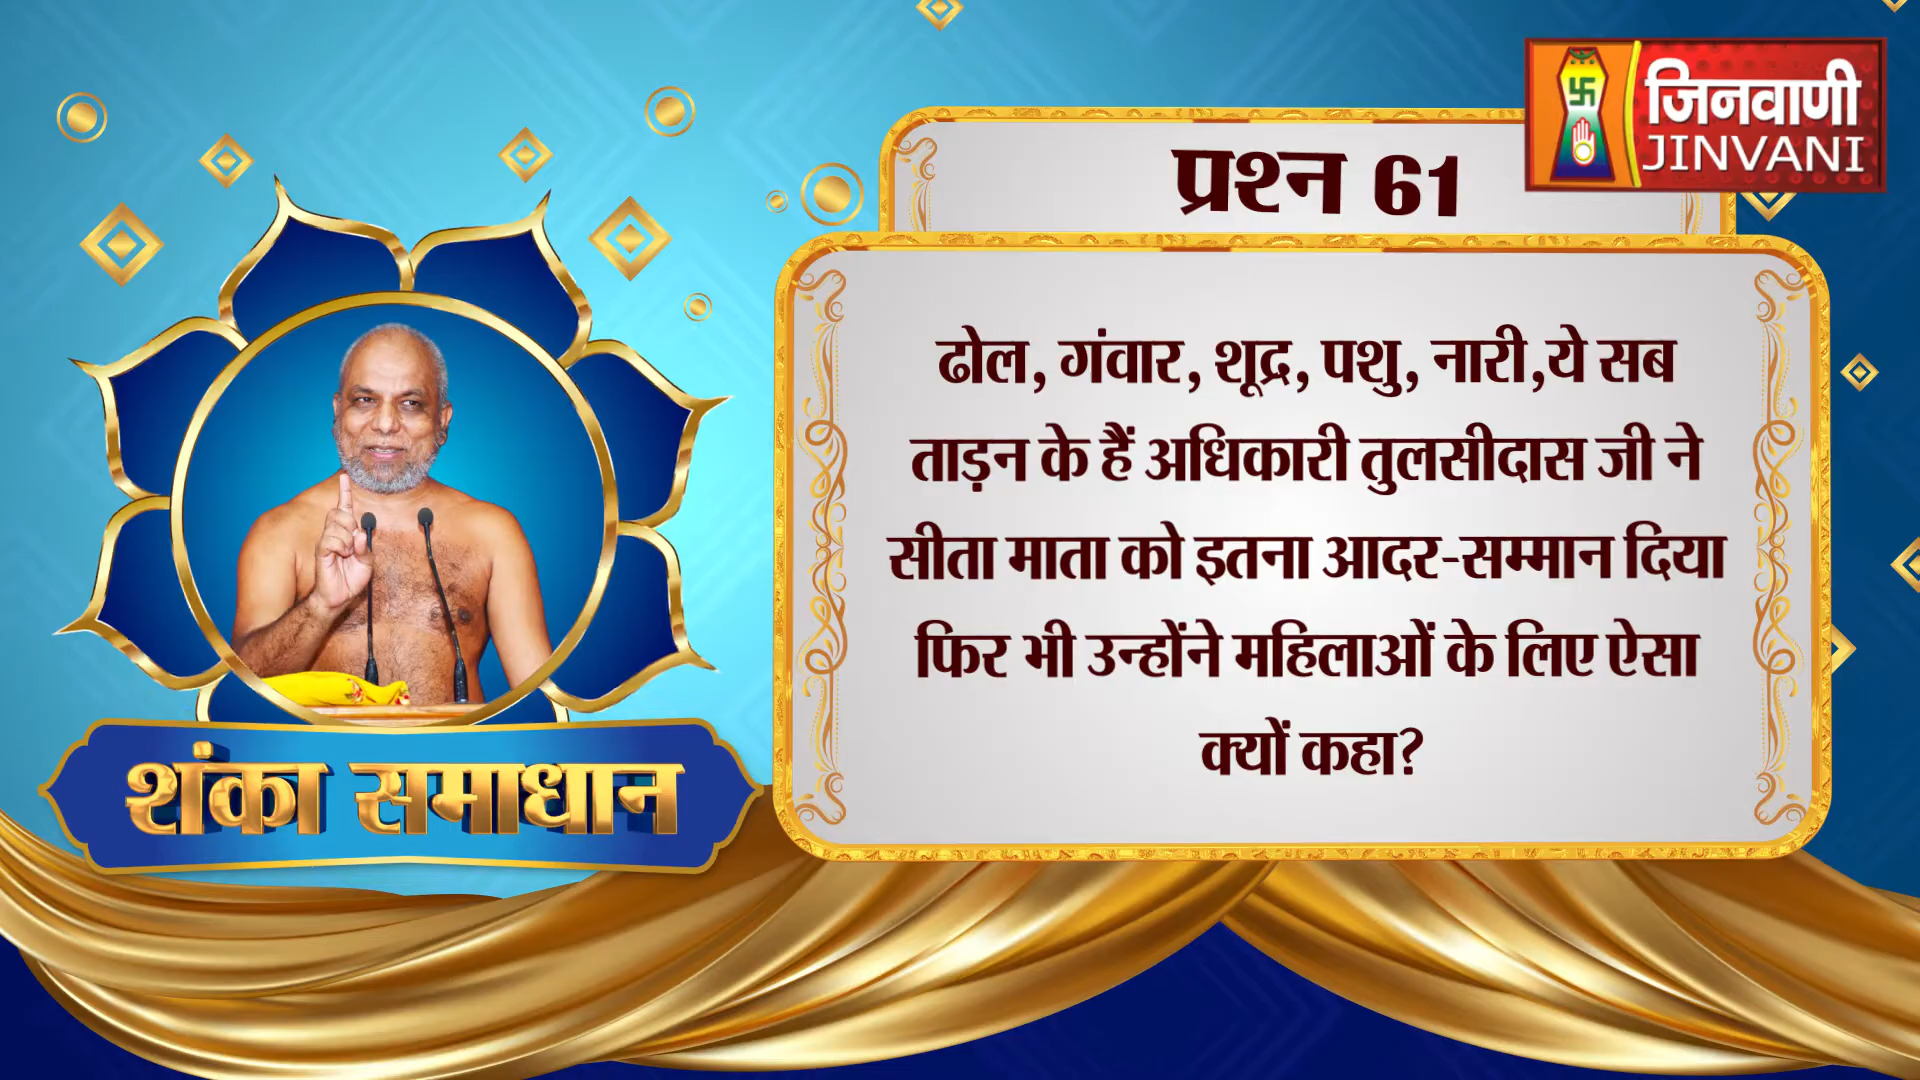 जिनवाणी
JINVANI
प्रश्न 61
ढोल, गंवार, शूद्र, पशु, नारी,ये सब
ताड़न के हैं अधिकारी तुलसीदास जी ने
सीता माता को इतना आदर-सम्मान दिया
फिर भी उन्होंने महिलाओं के लिए ऐसा
क्यों कहा?
शंका समाधान